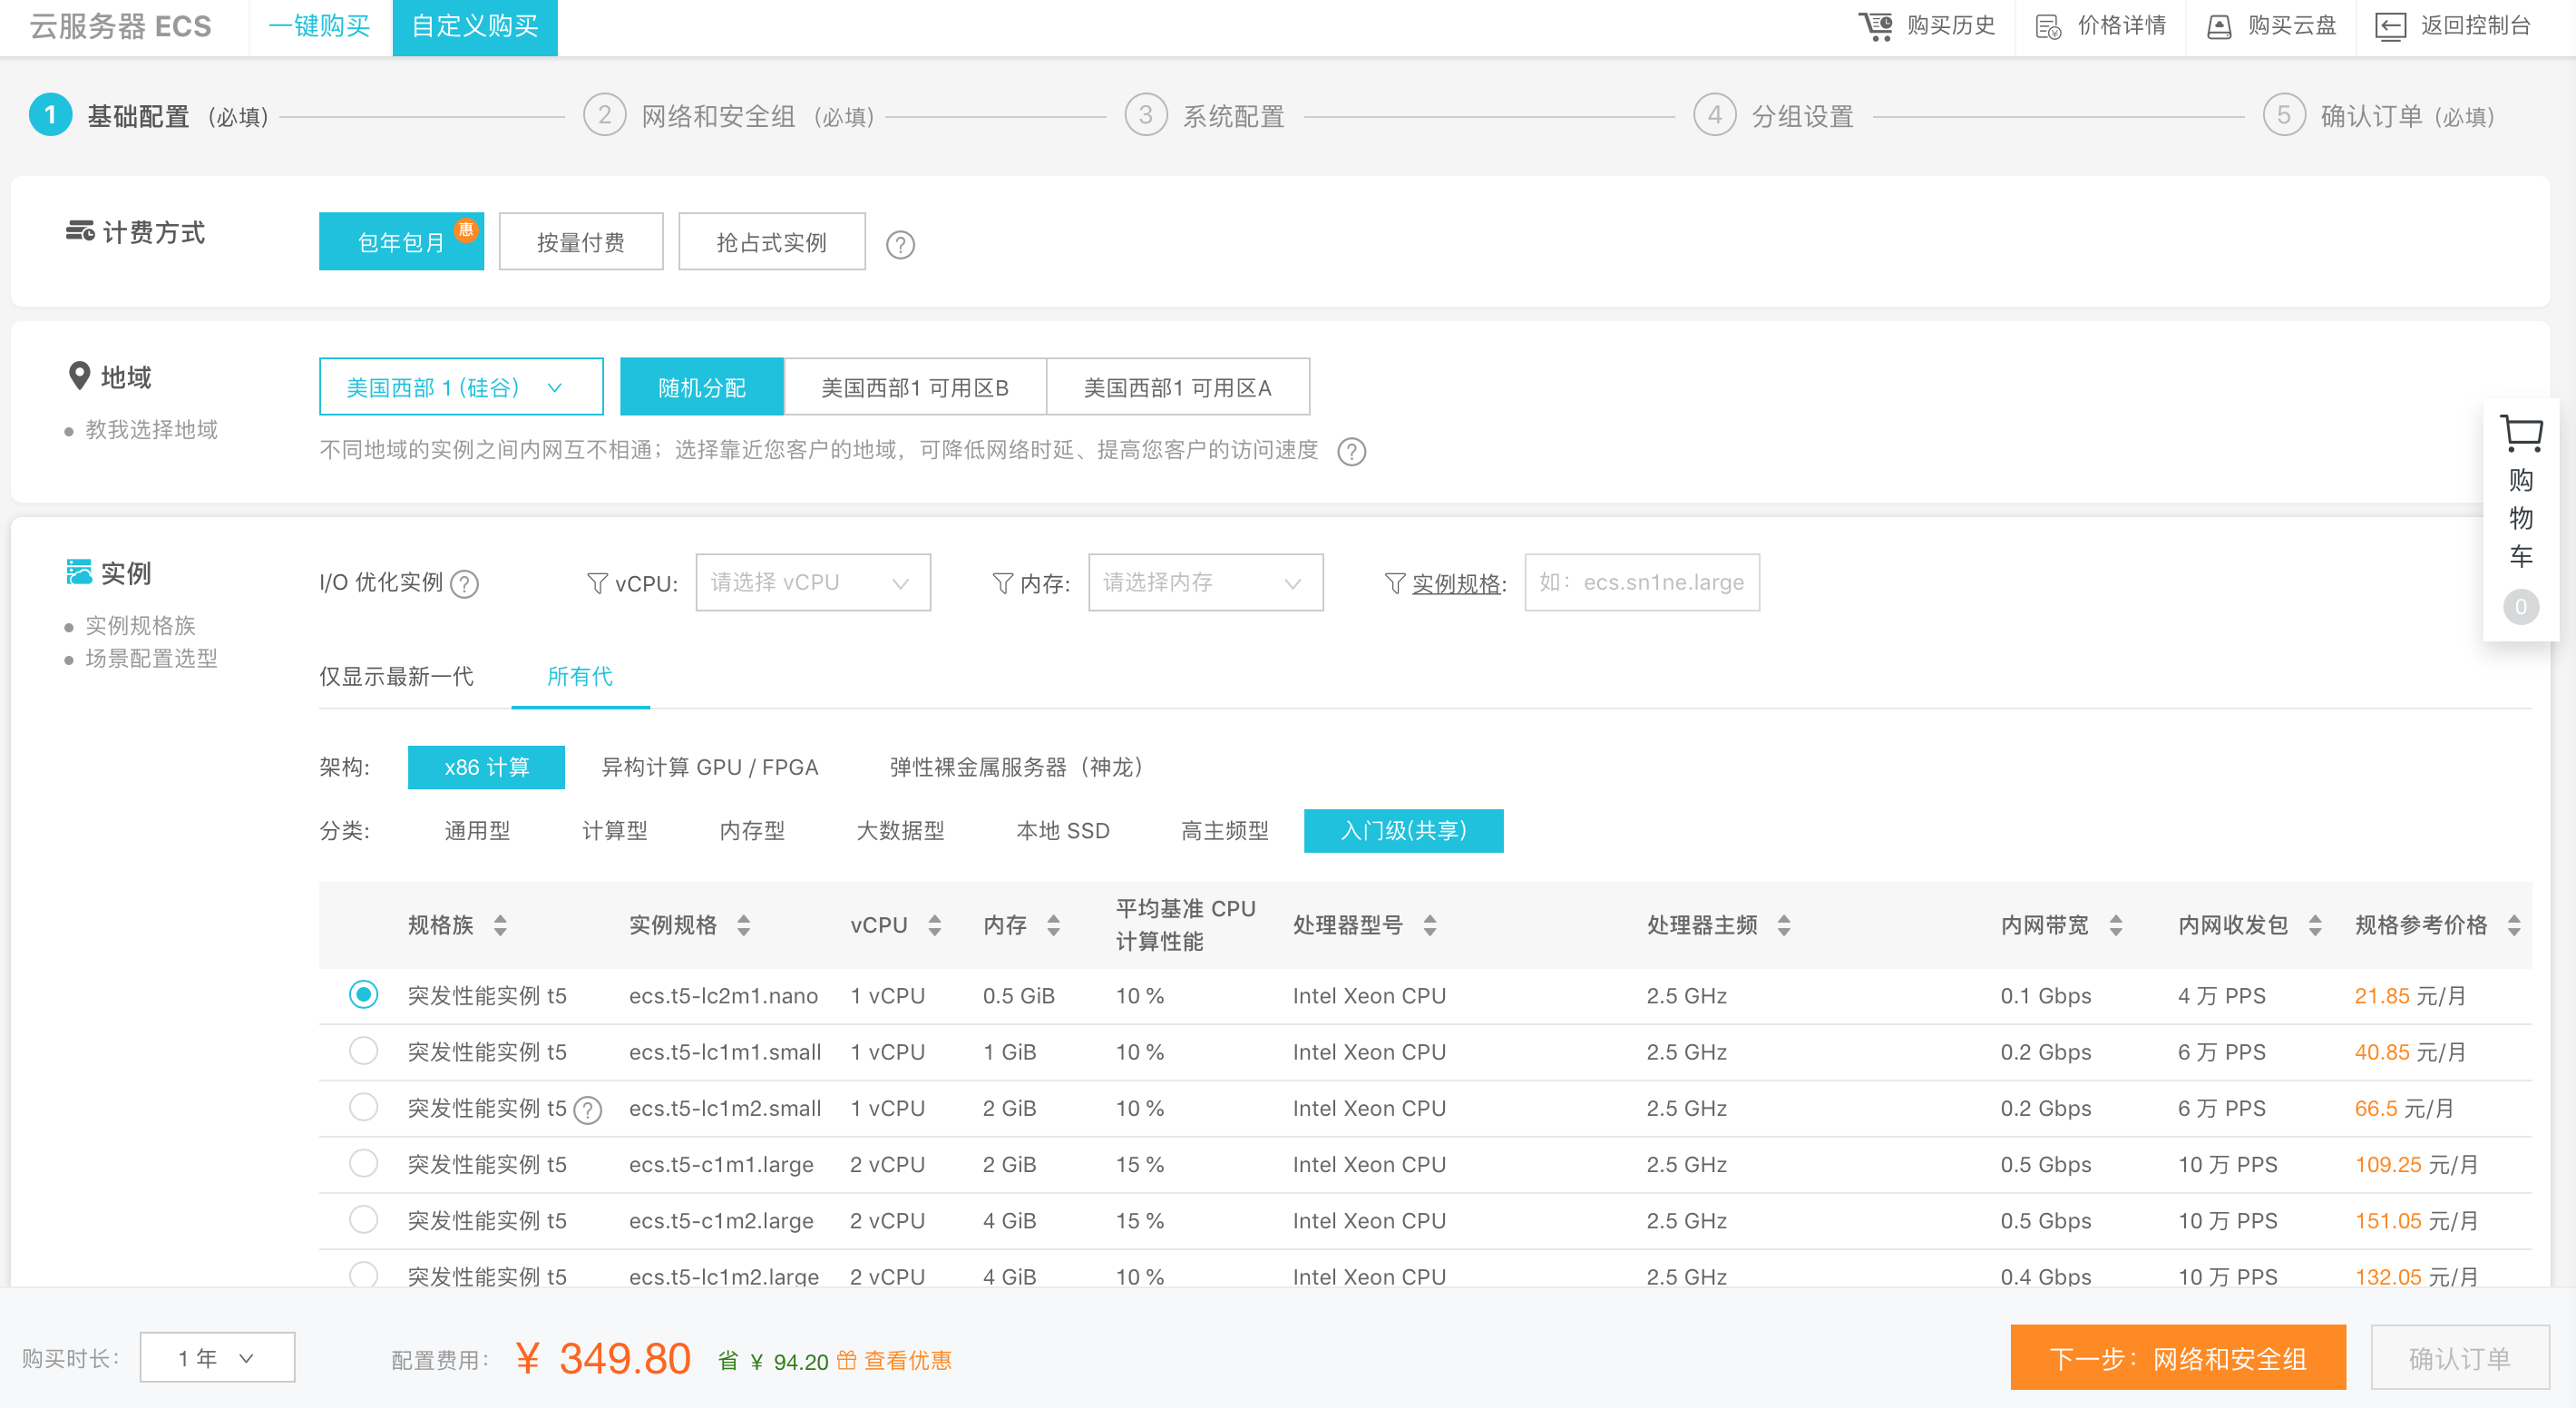 云服务器 ECS 一键购买 自定义购买 购买历史 价格详情 购买云盘 返回控制台
1 基础配置 (必填) 2 网络和安全组 (必填) 3 系统配置 4 分组设置 5 确认订单 (必填)
计费方式 包年包月 惠 按量付费 抢占式实例 ?
地域 美国西部 1 (硅谷) 随机分配 美国西部1 可用区B 美国西部1 可用区A
教我选择地域
不同地域的实例之间内网互不相通；选择靠近您客户的地域，可降低网络时延、提高您客户的访问速度 ?
购
物
车
0
实例 I/O 优化实例 ? vCPU: 请选择 vCPU 内存: 请选择内存 实例规格: 如：ecs.sn1ne.large
实例规格族
场景配置选型
仅显示最新一代 所有代
架构: x86 计算 异构计算 GPU / FPGA 弹性裸金属服务器（神龙）
分类: 通用型 计算型 内存型 大数据型 本地 SSD 高主频型 入门级(共享)
规格族 实例规格 vCPU 内存 平均基准 CPU 计算性能 处理器型号 处理器主频 内网带宽 内网收发包 规格参考价格
突发性能实例 t5 ecs.t5-lc2m1.nano 1 vCPU 0.5 GiB 10 % Intel Xeon CPU 2.5 GHz 0.1 Gbps 4 万 PPS 21.85 元/月
突发性能实例 t5 ecs.t5-lc1m1.small 1 vCPU 1 GiB 10 % Intel Xeon CPU 2.5 GHz 0.2 Gbps 6 万 PPS 40.85 元/月
突发性能实例 t5 ? ecs.t5-lc1m2.small 1 vCPU 2 GiB 10 % Intel Xeon CPU 2.5 GHz 0.2 Gbps 6 万 PPS 66.5 元/月
突发性能实例 t5 ecs.t5-c1m1.large 2 vCPU 2 GiB 15 % Intel Xeon CPU 2.5 GHz 0.5 Gbps 10 万 PPS 109.25 元/月
突发性能实例 t5 ecs.t5-c1m2.large 2 vCPU 4 GiB 15 % Intel Xeon CPU 2.5 GHz 0.5 Gbps 10 万 PPS 151.05 元/月
突发性能实例 t5 ecs.t5-lc1m2.large 2 vCPU 4 GiB 10 % Intel Xeon CPU 2.5 GHz 0.4 Gbps 10 万 PPS 132.05 元/月
购买时长： 1 年 配置费用： ¥ 349.80 省 ¥ 94.20 查看优惠 下一步：网络和安全组 确认订单